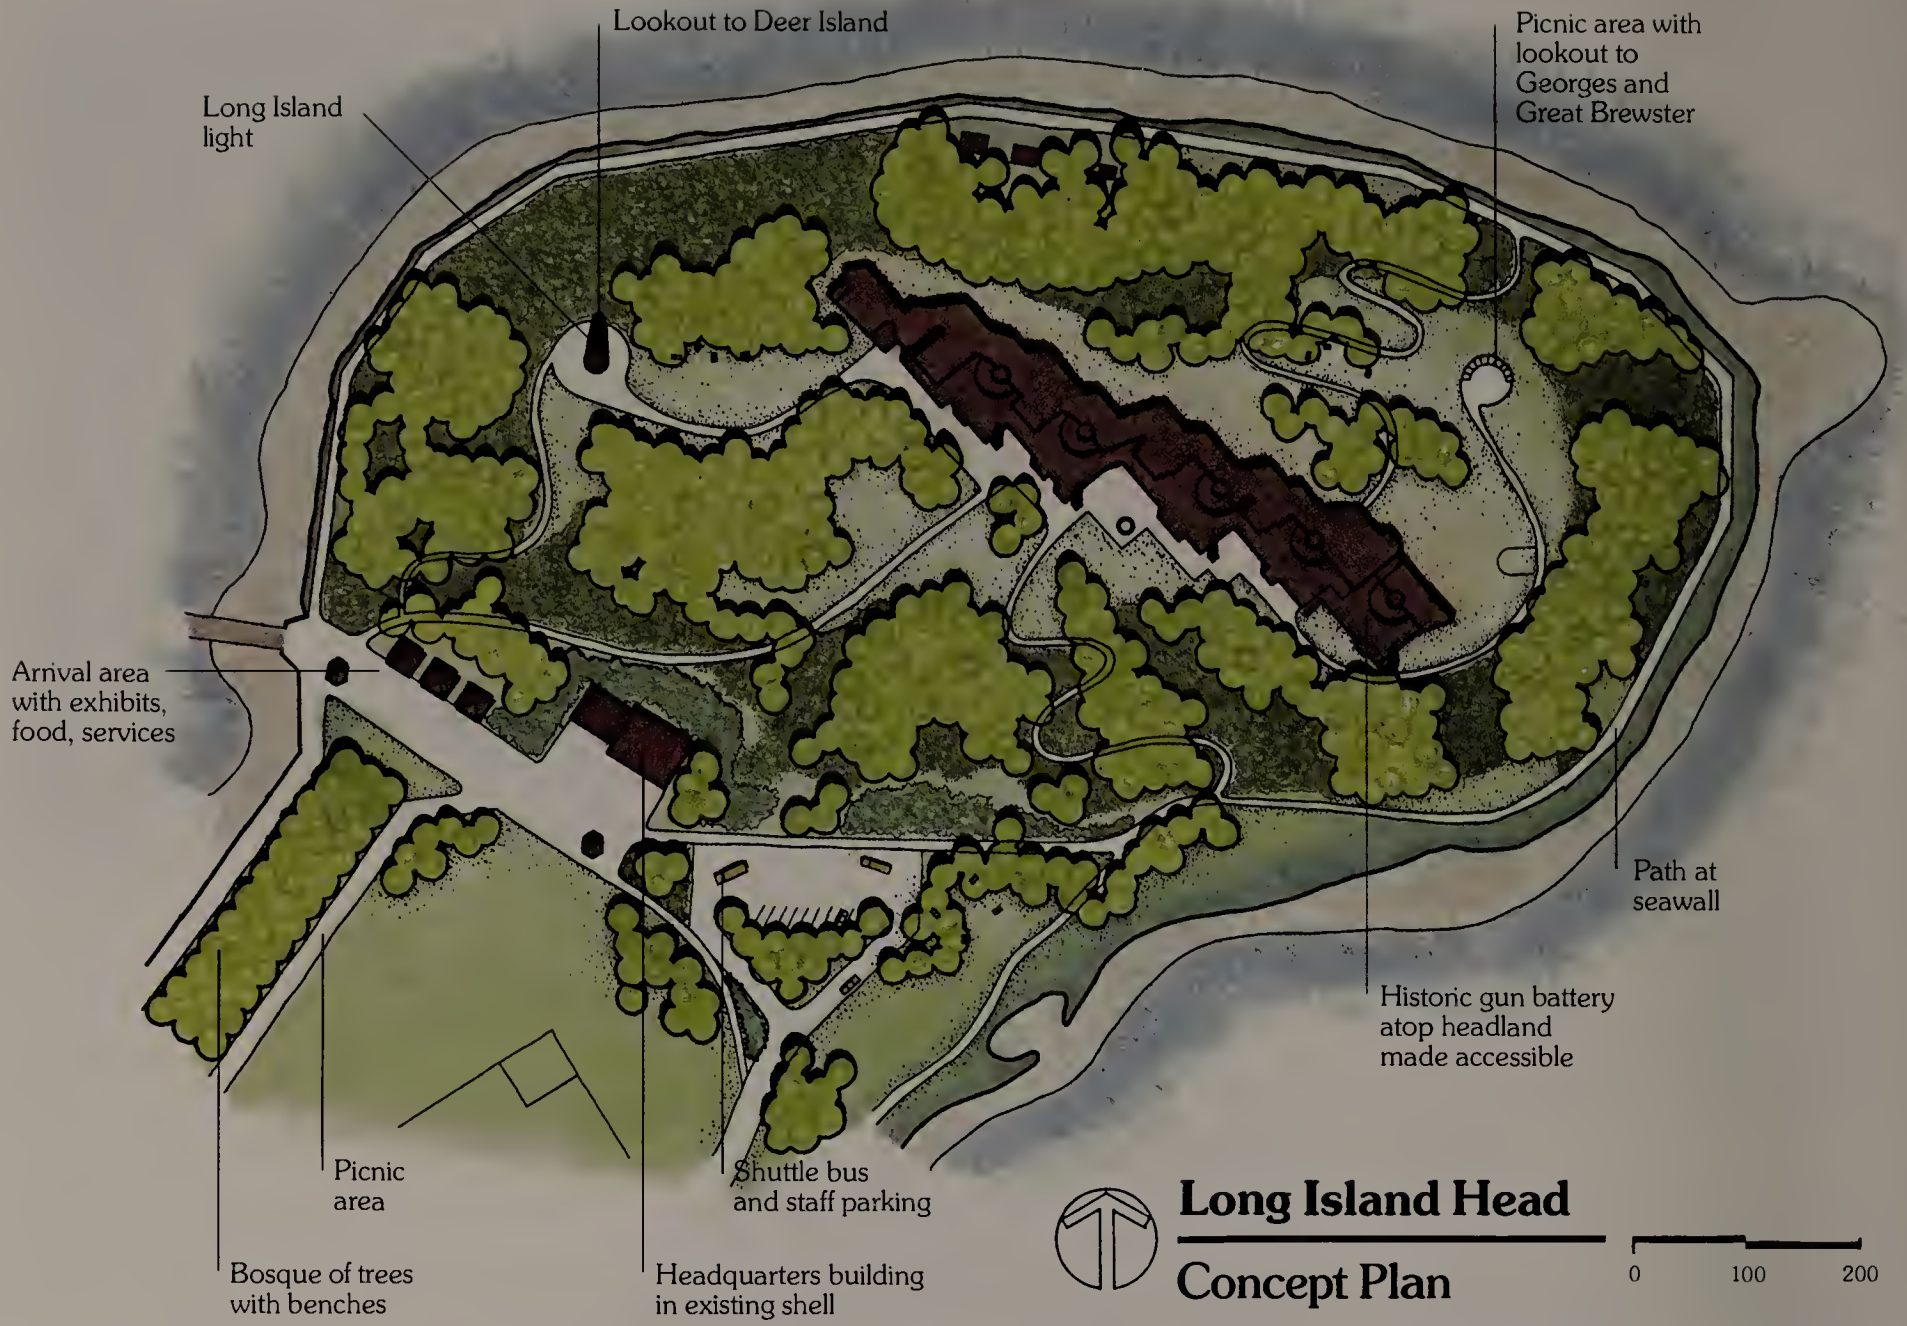 Lookout to Deer Island
Picnic area with
lookout to
Georges and
Great Brewster
Long Island
light
Arrival area
with exhibits,
food, services
Path at
seawall
Historic gun battery
atop headland
made accessible
Picnic
area
Shuttle bus
and staff parking
Bosque of trees
with benches
Headquarters building
in existing shell
Long Island Head
Concept Plan
0 100 200